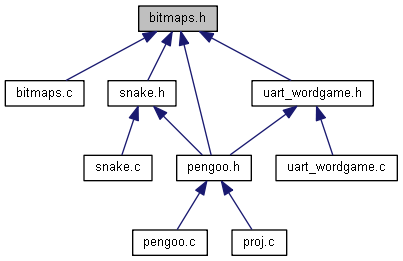 bitmaps.h
bitmaps.c
snake.h
uart_wordgame.h
snake.c
pengoo.h
uart_wordgame.c
pengoo.c
proj.c